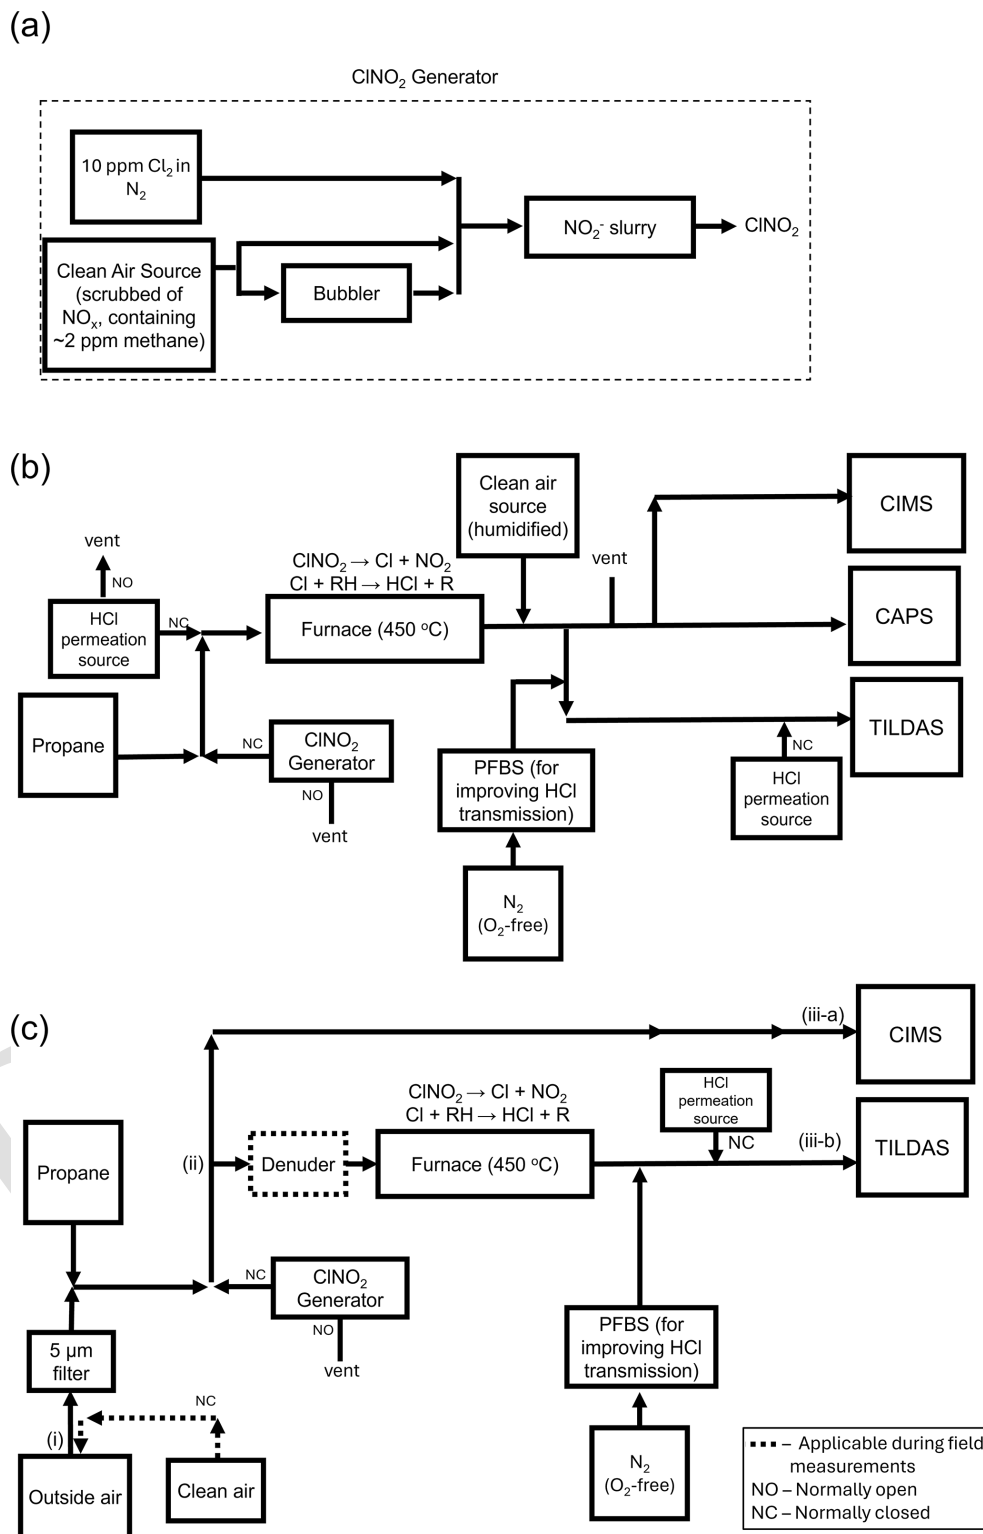 (a)
ClNO₂ Generator
10 ppm Cl₂ in
N₂
Clean Air Source
(scrubbed of
NOₓ, containing
~2 ppm methane)
Bubbler
NO₂⁻ slurry
ClNO₂
(b)
vent
NO
HCl
permeation
source
NC
Propane
NC
ClNO₂
Generator
NO
vent
ClNO₂ → Cl + NO₂
Cl + RH → HCl + R
Furnace (450 °C)
Clean air
source
(humidified)
vent
CIMS
CAPS
TILDAS
PFBS (for
improving HCl
transmission)
N₂
(O₂-free)
NC
HCl
permeation
source
(c)
(iii-a)
CIMS
Propane
(ii)
Denuder
ClNO₂ → Cl + NO₂
Cl + RH → HCl + R
Furnace (450 °C)
HCl
permeation
source
NC
(iii-b)
TILDAS
NC
ClNO₂
Generator
NO
vent
5 µm
filter
NC
(i)
Outside air
Clean air
PFBS (for
improving HCl
transmission)
N₂
(O₂-free)
– Applicable during field
measurements
NO – Normally open
NC – Normally closed